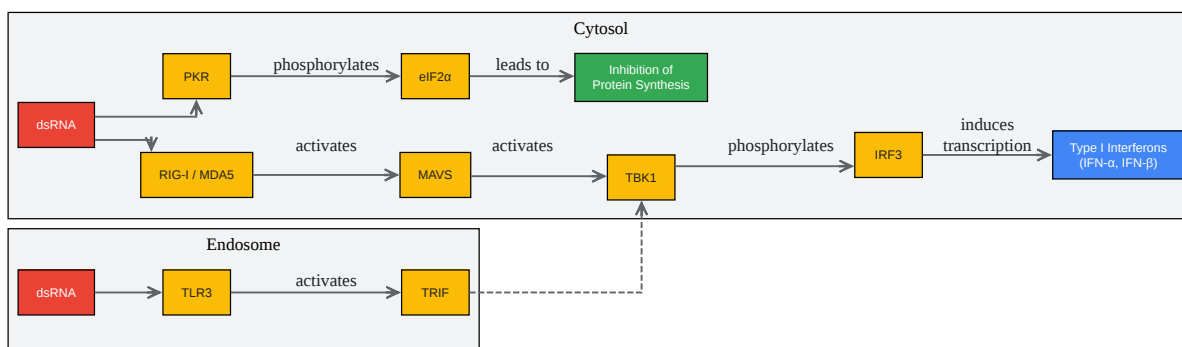 Cytosol
PKR
phosphorylates
eIF2α
leads to
Inhibition of
Protein Synthesis
dsRNA
RIG-I / MDA5
activates
MAVS
activates
TBK1
phosphorylates
IRF3
induces
transcription
Type I Interferons
(IFN-α, IFN-β)
Endosome
dsRNA
TLR3
activates
TRIF